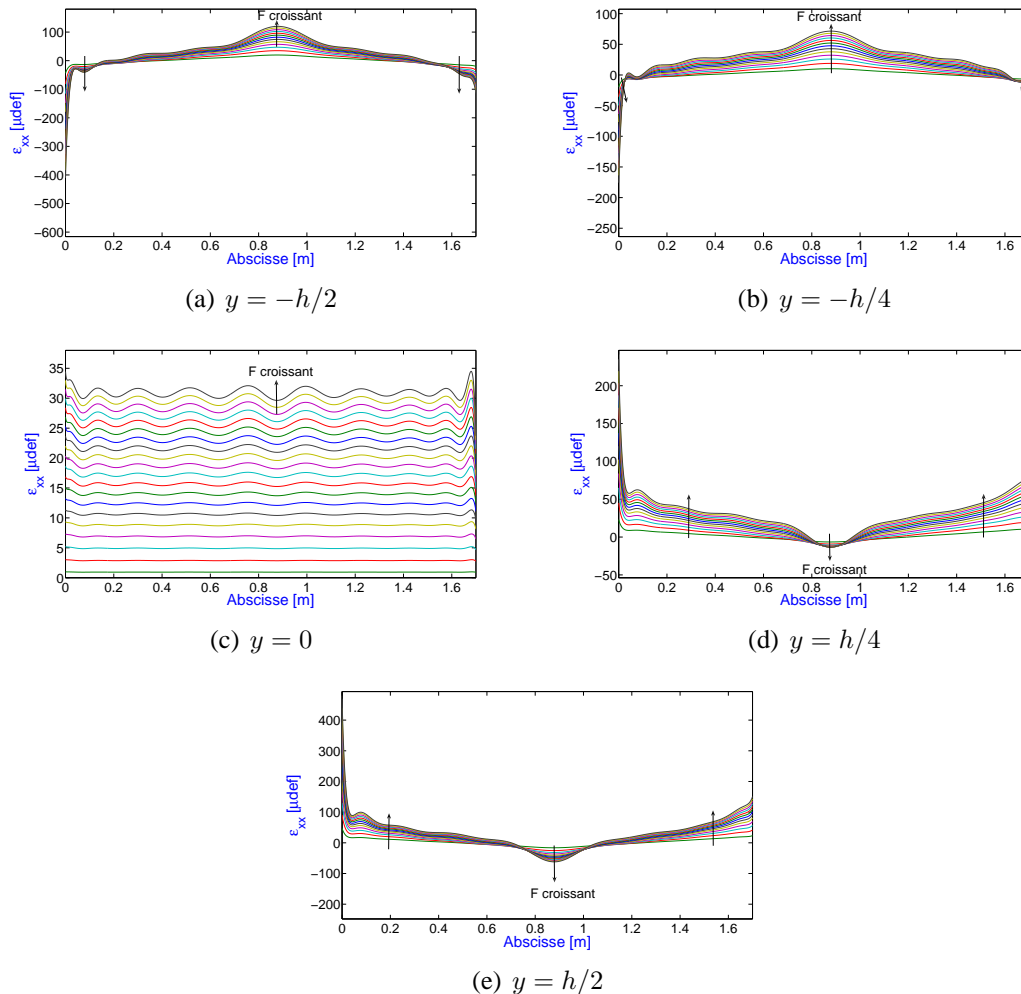 F croissant
100
0
−100
−200
−300
−400
−500
−600
εxx [µdef]
0 0.2 0.4 0.6 0.8 1 1.2 1.4 1.6
Abscisse [m]
(a) y = −h/2
F croissant
100
50
0
−50
−100
−150
−200
−250
εxx [µdef]
0 0.2 0.4 0.6 0.8 1 1.2 1.4 1.6
Abscisse [m]
(b) y = −h/4
F croissant
35
30
25
20
15
10
5
0
εxx [µdef]
0 0.2 0.4 0.6 0.8 1 1.2 1.4 1.6
Abscisse [m]
(c) y = 0
200
150
100
50
0
−50
εxx [µdef]
F croissant
0 0.2 0.4 0.6 0.8 1 1.2 1.4 1.6
Abscisse [m]
(d) y = h/4
400
300
200
100
0
−100
−200
εxx [µdef]
F croissant
0 0.2 0.4 0.6 0.8 1 1.2 1.4 1.6
Abscisse [m]
(e) y = h/2